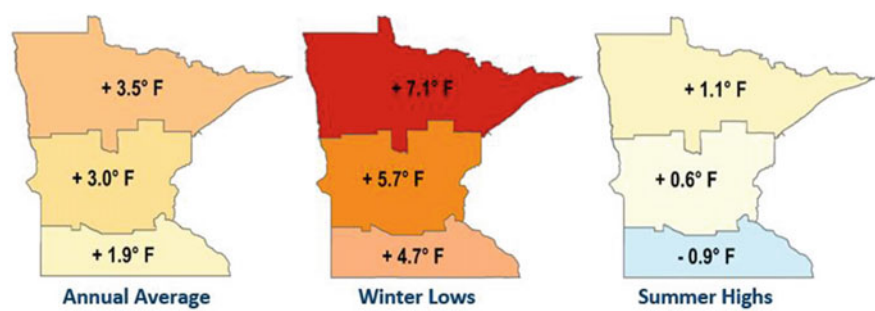 + 3.5° F
+ 3.0° F
+ 1.9° F
Annual Average
+ 7.1° F
+ 5.7° F
+ 4.7° F
Winter Lows
+ 1.1° F
+ 0.6° F
- 0.9° F
Summer Highs